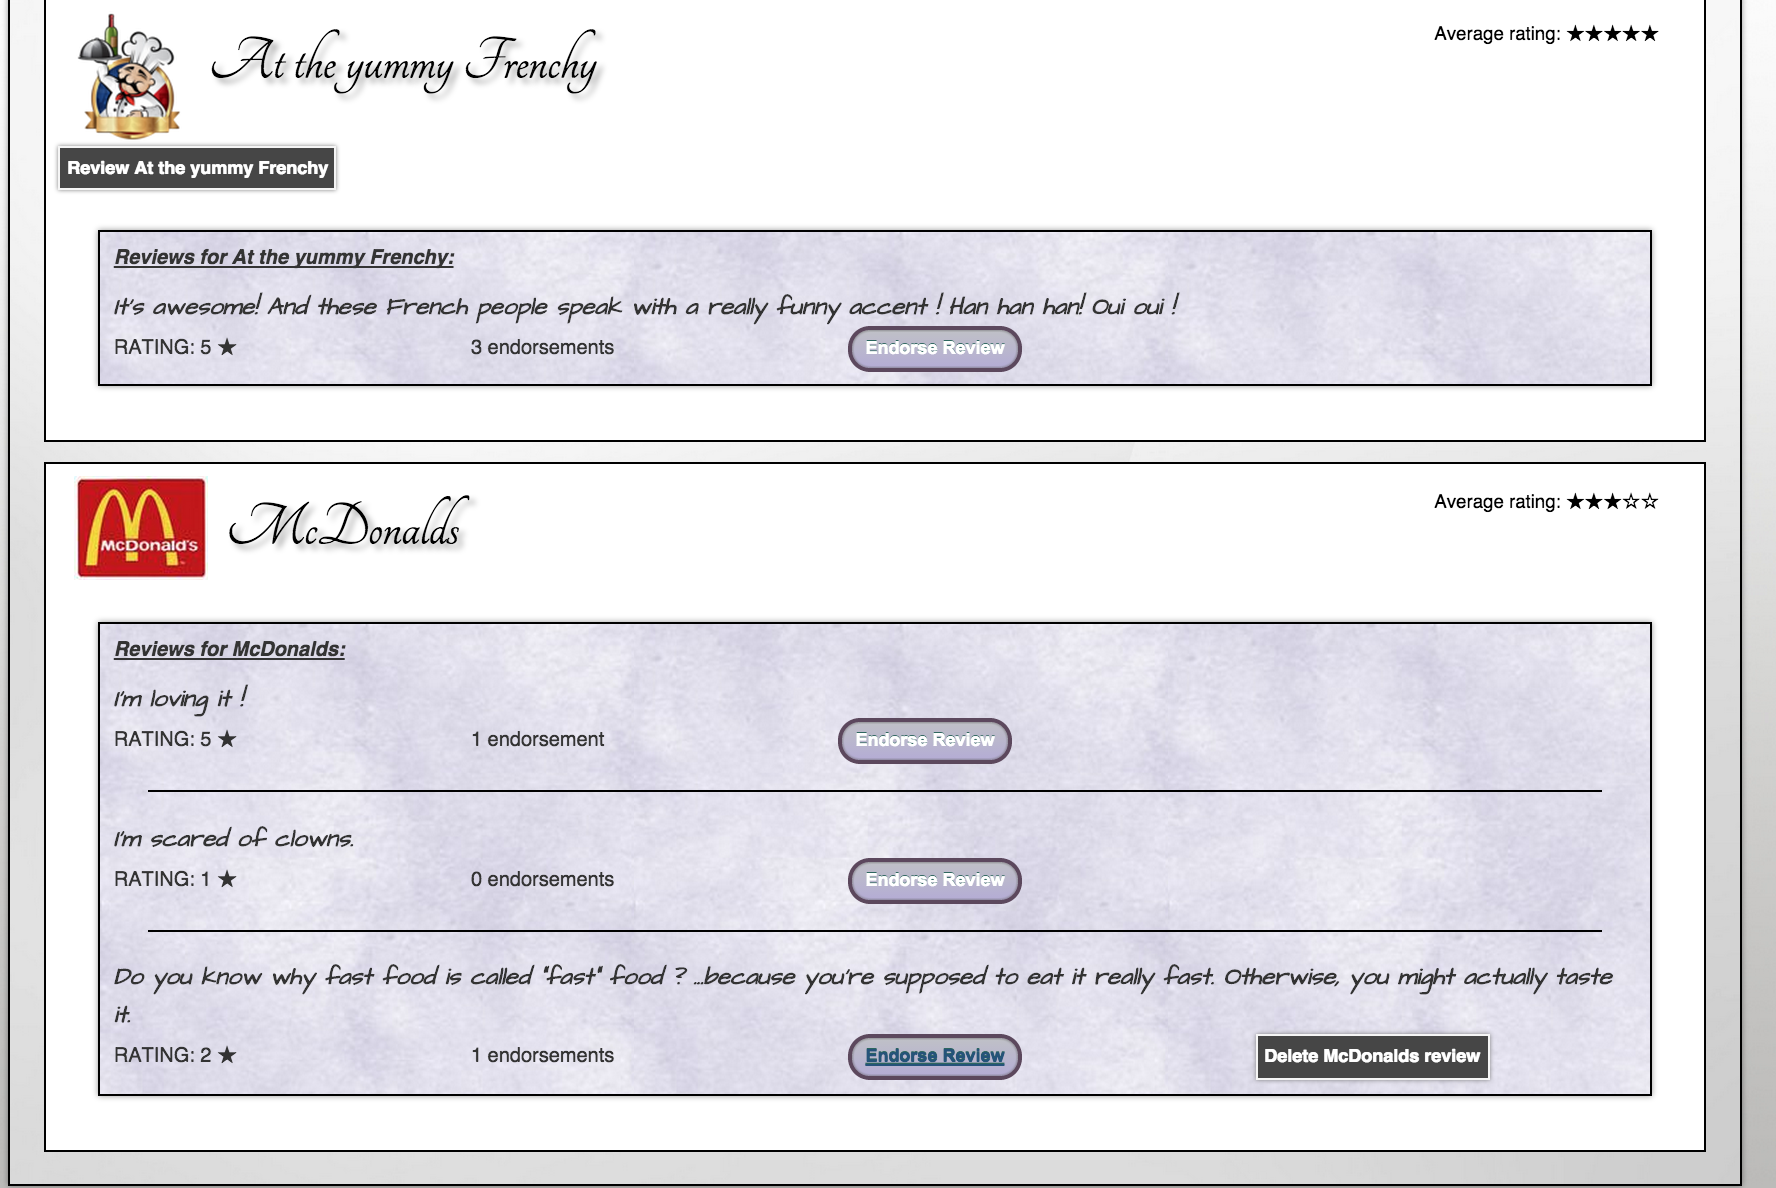 At the yummy Frenchy
Average rating: ★★★★★
Review At the yummy Frenchy
Reviews for At the yummy Frenchy:
It's awesome! And these French people speak with a really funny accent ! Han han han! Oui oui !
RATING: 5 ★ 3 endorsements Endorse Review
McDonald's
McDonalds
Average rating: ★★★☆☆
Reviews for McDonalds:
I'm loving it !
RATING: 5 ★ 1 endorsement Endorse Review
I'm scared of clowns.
RATING: 1 ★ 0 endorsements Endorse Review
Do you know why fast food is called "fast" food ? ...because you're supposed to eat it really fast. Otherwise, you might actually taste
it.
RATING: 2 ★ 1 endorsements Endorse Review Delete McDonalds review